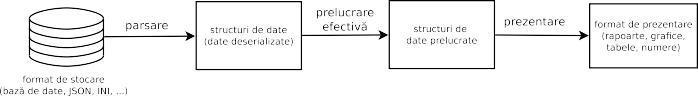 parsare
prelucrare
efectivă
prezentare
structuri de date
(date deserializate)
structuri de
date prelucrate
format de prezentare
(rapoarte, grafice,
tabele, numere)
format de stocare
(bază de date, JSON, INI, ...)